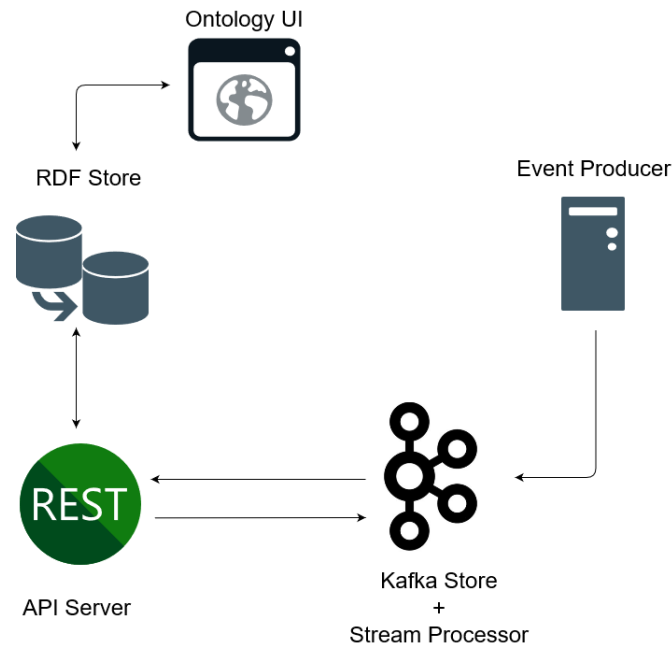 Ontology UI
RDF Store
Event Producer
REST
API Server
Kafka Store
+
Stream Processor